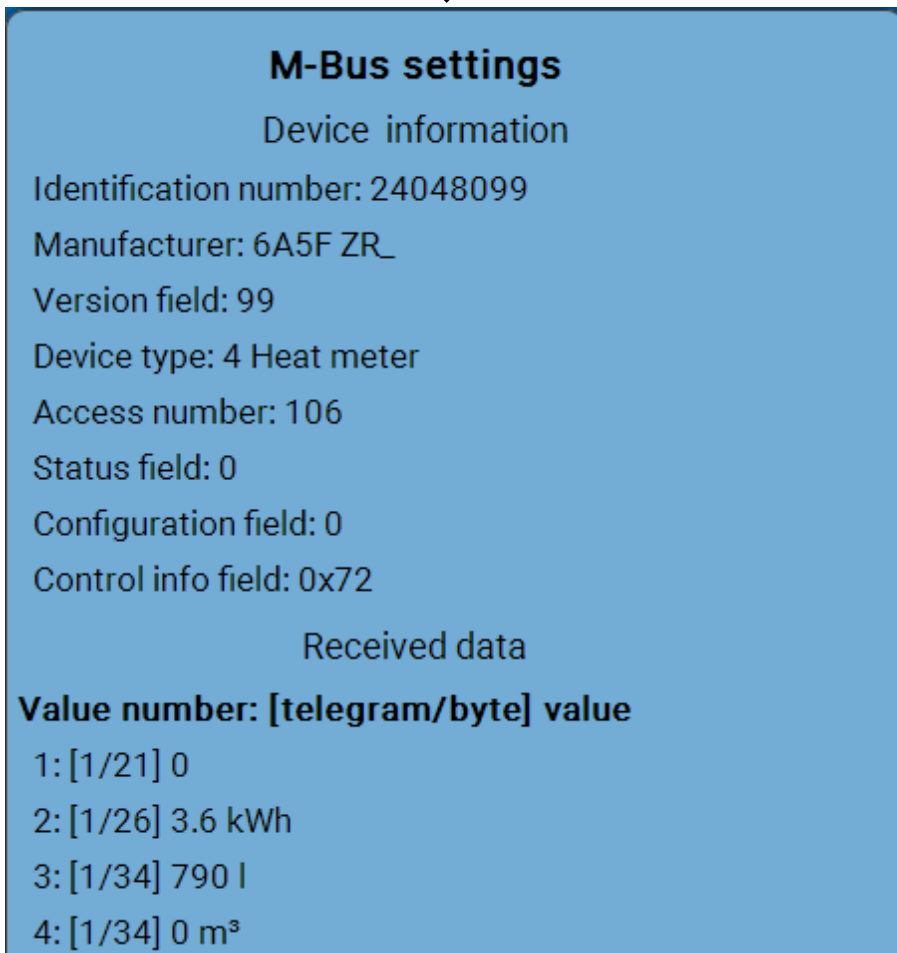 M-Bus settings
Device information
Identification number: 24048099
Manufacturer: 6A5F ZR_
Version field: 99
Device type: 4 Heat meter
Access number: 106
Status field: 0
Configuration field: 0
Control info field: 0x72
Received data
Value number: [telegram/byte] value
1: [1/21] 0
2: [1/26] 3.6 kWh
3: [1/34] 790 l
4: [1/34] 0 m³